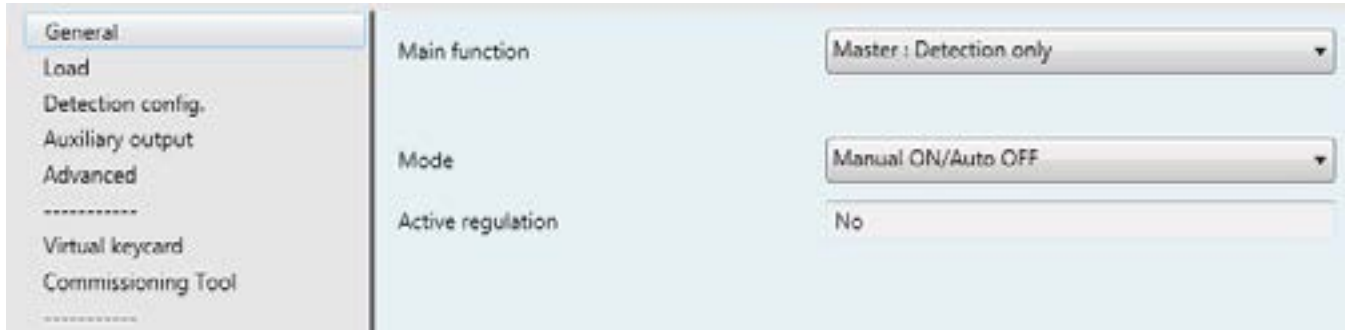 General
Load
Detection config.
Auxiliary output
Advanced
-----------
Virtual keycard
Commissioning Tool
-----------
Main function
Master : Detection only
Mode
Manual ON/Auto OFF
Active regulation
No